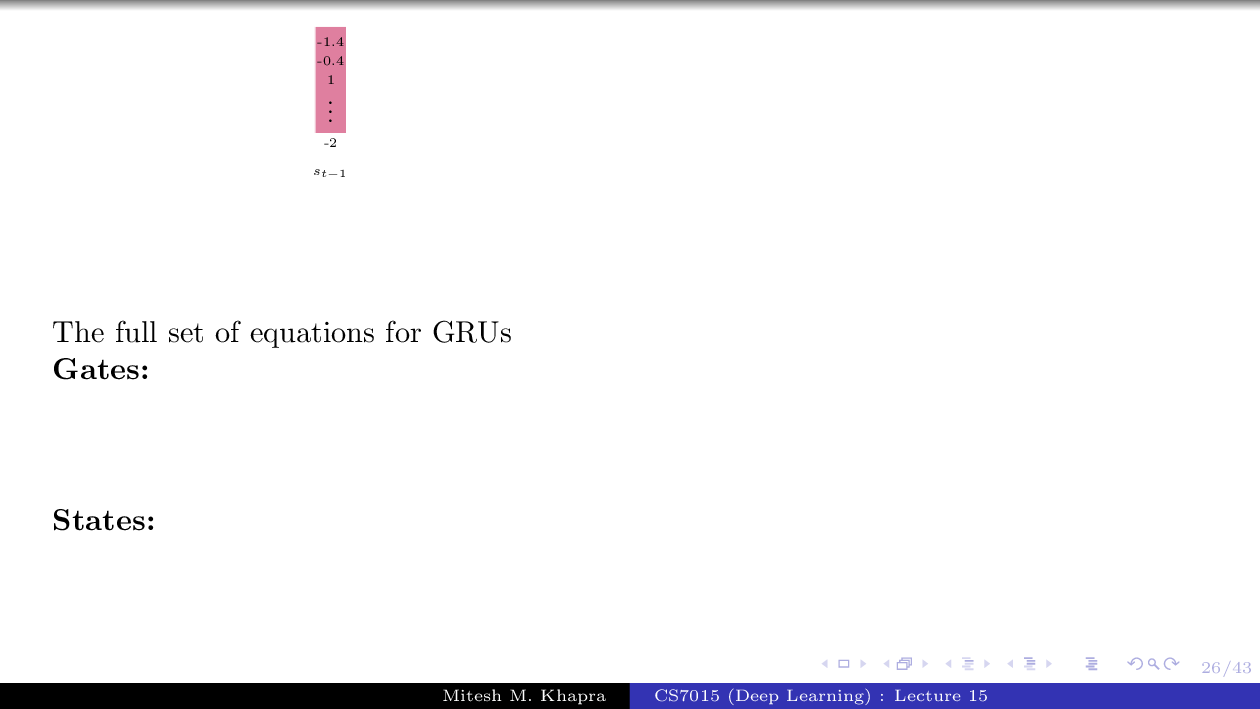 -1.4
-0.4
1
⋮
-2
s_{t−1}
The full set of equations for GRUs
Gates:
States:
26/43
Mitesh M. Khapra
CS7015 (Deep Learning) : Lecture 15